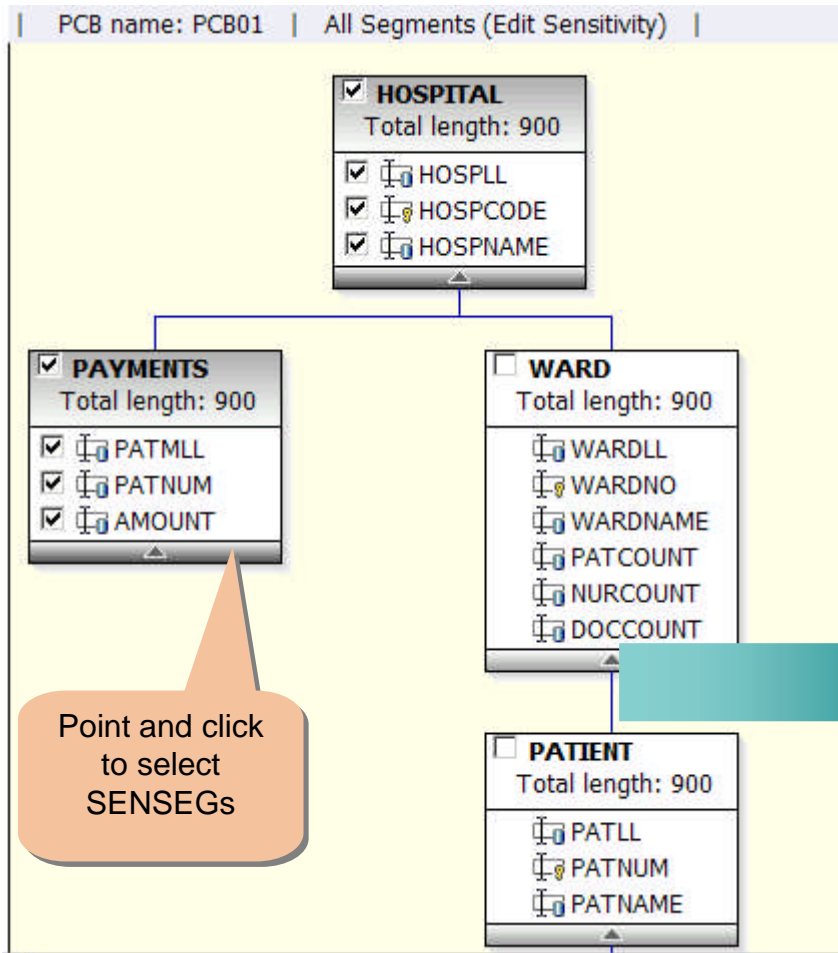 | PCB name: PCB01 | All Segments (Edit Sensitivity) |
HOSPITAL
Total length: 900
HOSPLL
HOSPCODE
HOSPNAME
PAYMENTS
Total length: 900
PATMLL
PATNUM
AMOUNT
WARD
Total length: 900
WARDLL
WARDNO
WARDNAME
PATCOUNT
NURCOUNT
DOCCOUNT
Point and click
to select
SENSEGs
PATIENT
Total length: 900
PATLL
PATNUM
PATNAME